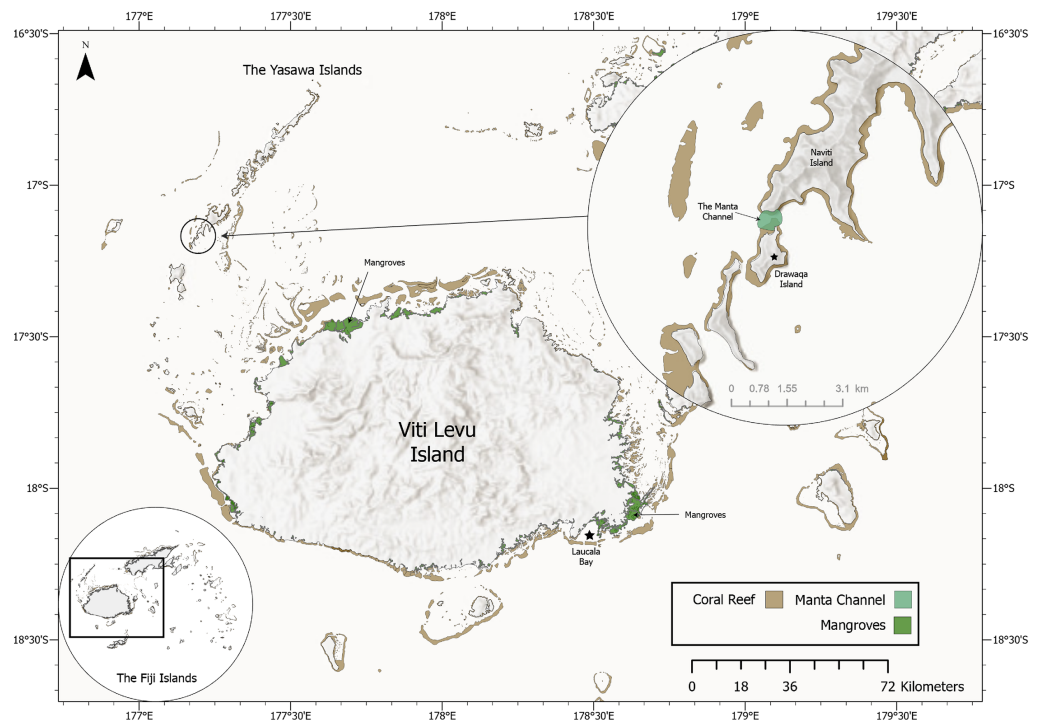 177°E 177°30'E 178°E 178°30'E 179°E 179°30'E
16°30'S 16°30'S
N
The Yasawa Islands
Naviti
Island
17°S 17°S
The Manta
Channel
Mangroves
Drawaqa
Island
17°30'S 17°30'S
0 0.78 1.55 3.1 km
Viti Levu
Island
18°S 18°S
Mangroves
Laucala
Bay
Coral Reef Manta Channel
Mangroves
18°30'S 18°30'S
The Fiji Islands
0 18 36 72 Kilometers
177°E 177°30'E 178°E 178°30'E 179°E 179°30'E